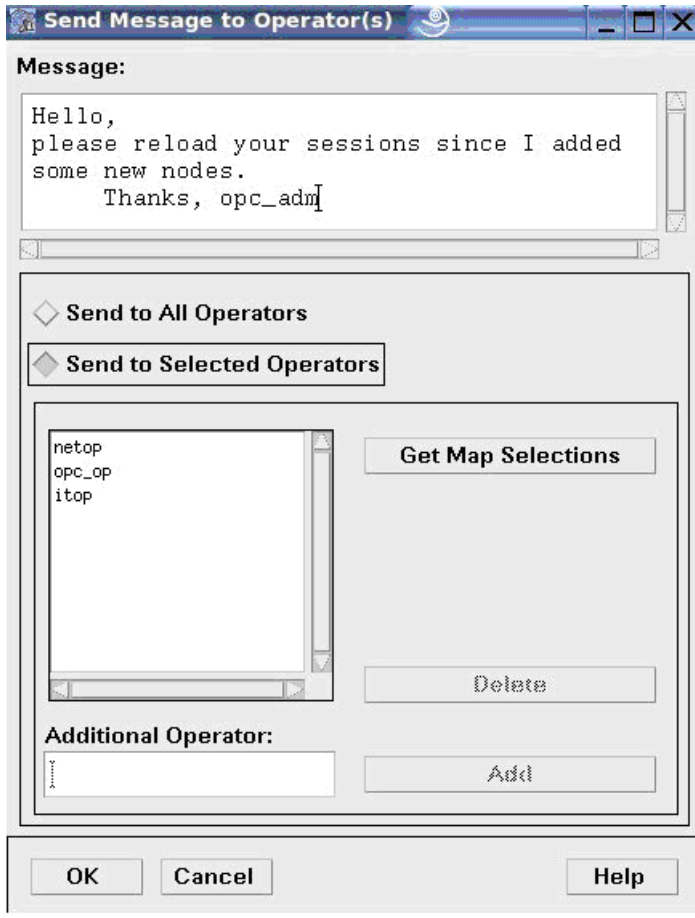 Send Message to Operator(s)
Message:
Hello,
please reload your sessions since I added
some new nodes.
Thanks, opc_adm
Send to All Operators
Send to Selected Operators
netop
opc_op
itop
Get Map Selections
Delete
Additional Operator:
Add
OK
Cancel
Help